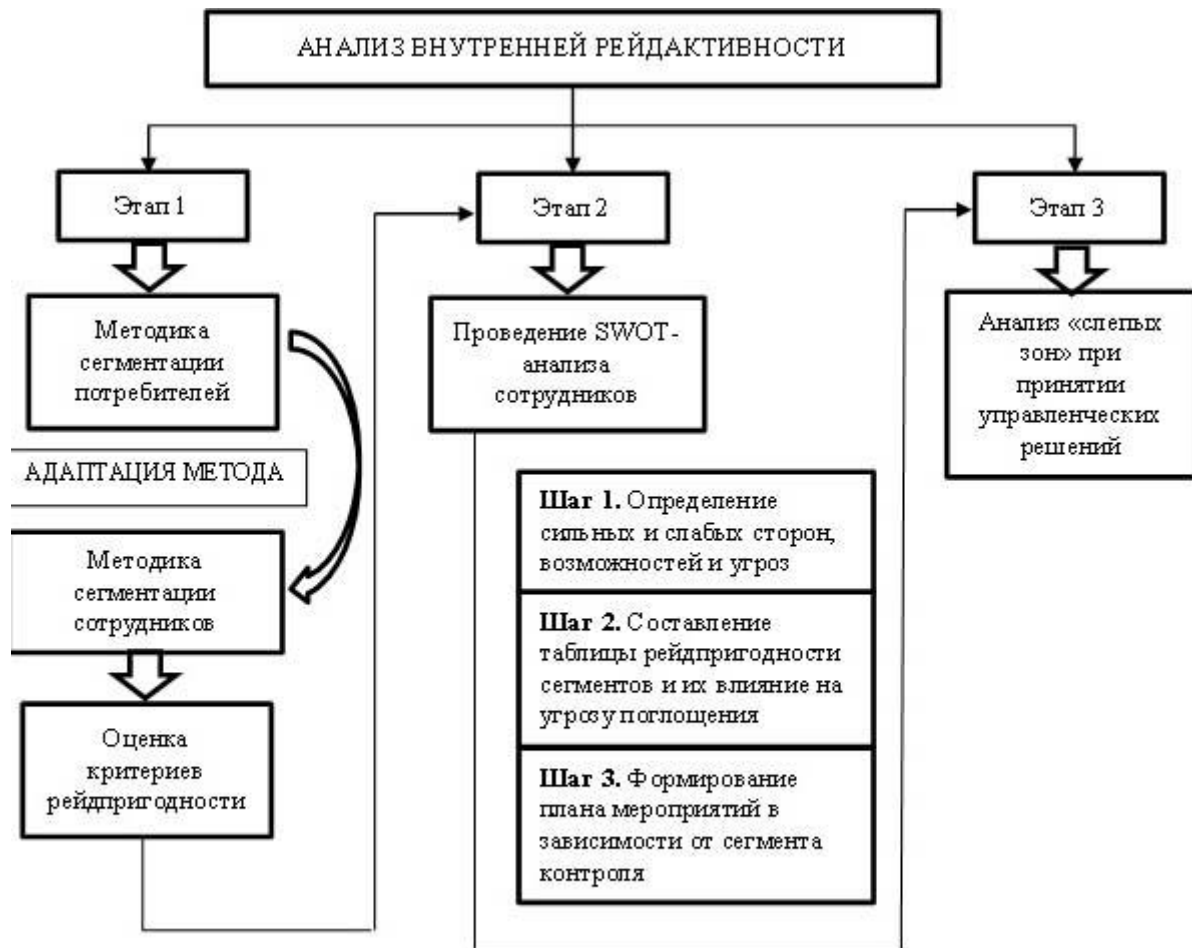 АНАЛИЗ ВНУТРЕННЕЙ РЕЙДАКТИВНОСТИ
Этап 1
Методика
сегментации
потребителей
АДАПТАЦИЯ МЕТОДА
Методика
сегментации
сотрудников
Оценка
критериев
рейдпригодности
Этап 2
Проведение SWOT-
анализа
сотрудников
Шаг 1. Определение
сильных и слабых сторон,
возможностей и угроз
Шаг 2. Составление
таблицы рейдпригодности
сегментов и их влияние на
угрозу поглощения
Шаг 3. Формирование
плана мероприятий в
зависимости от сегмента
контроля
Этап 3
Анализ «слепых
зон» при
принятии
управленческих
решений